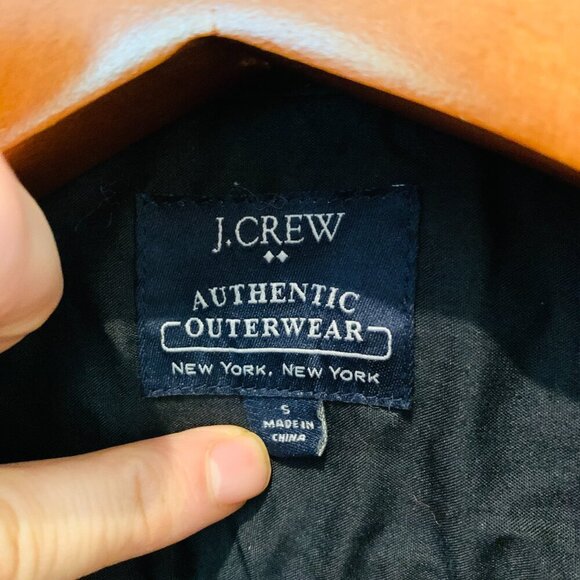 J.CREW
AUTHENTIC
OUTERWEAR
NEW YORK, NEW YORK
S
MADE IN
CHINA